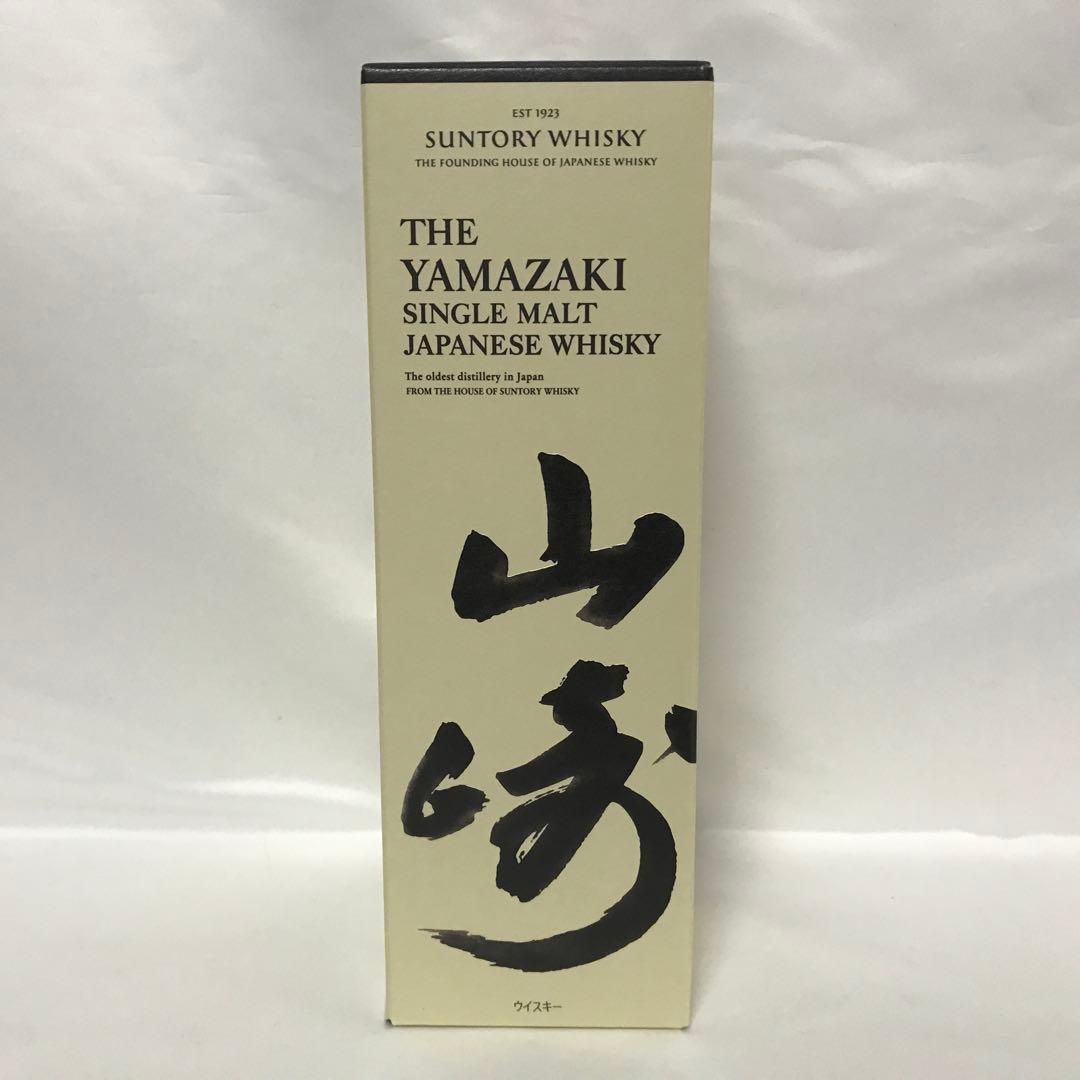 EST 1923
SUNTORY WHISKY
THE FOUNDING HOUSE OF JAPANESE WHISKY
THE
YAMAZAKI
SINGLE MALT
JAPANESE WHISKY
The oldest distillery in Japan
FROM THE HOUSE OF SUNTORY WHISKY
山
崎
ウイスキー